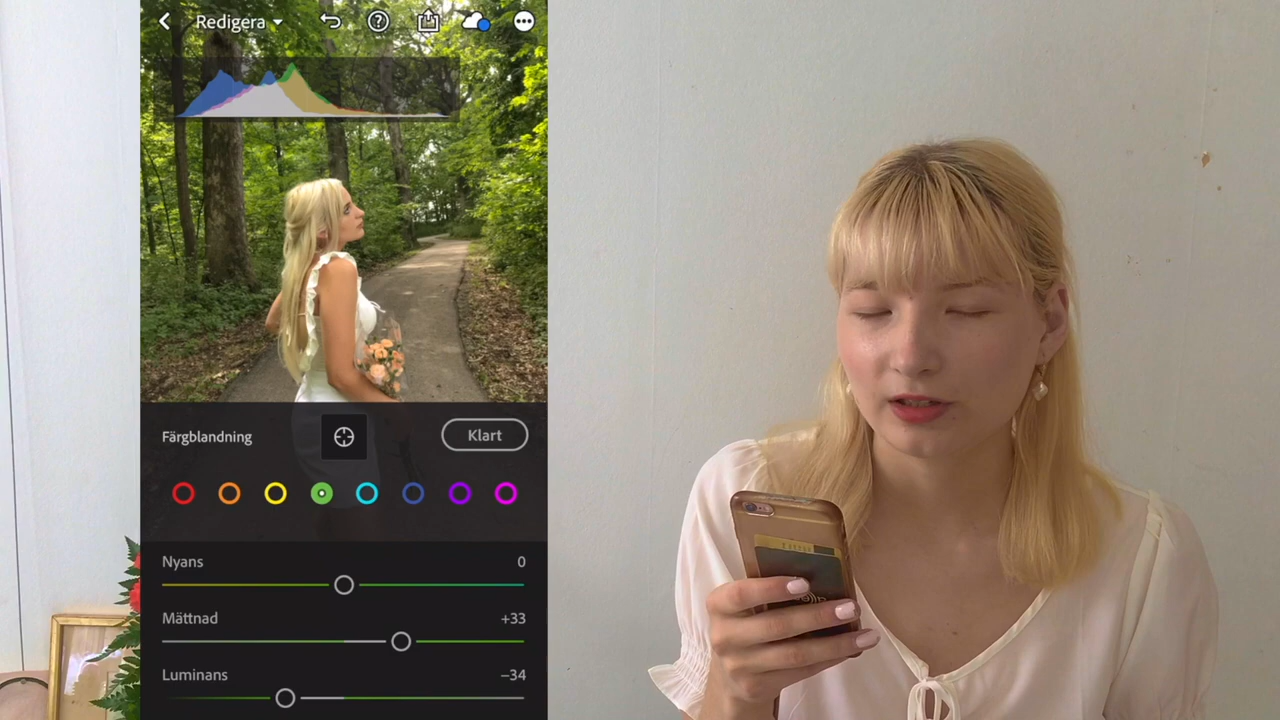 Redigera
Färgblandning
Klart
Nyans 0
Mättnad +33
Luminans −34